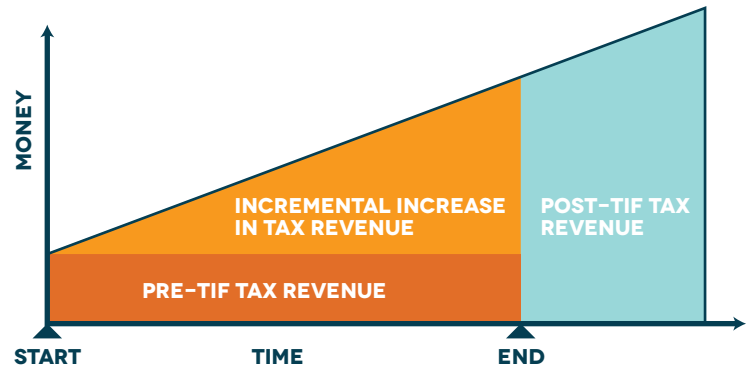 MONEY
INCREMENTAL INCREASE
IN TAX REVENUE
POST-TIF TAX
REVENUE
PRE-TIF TAX REVENUE
START
TIME
END